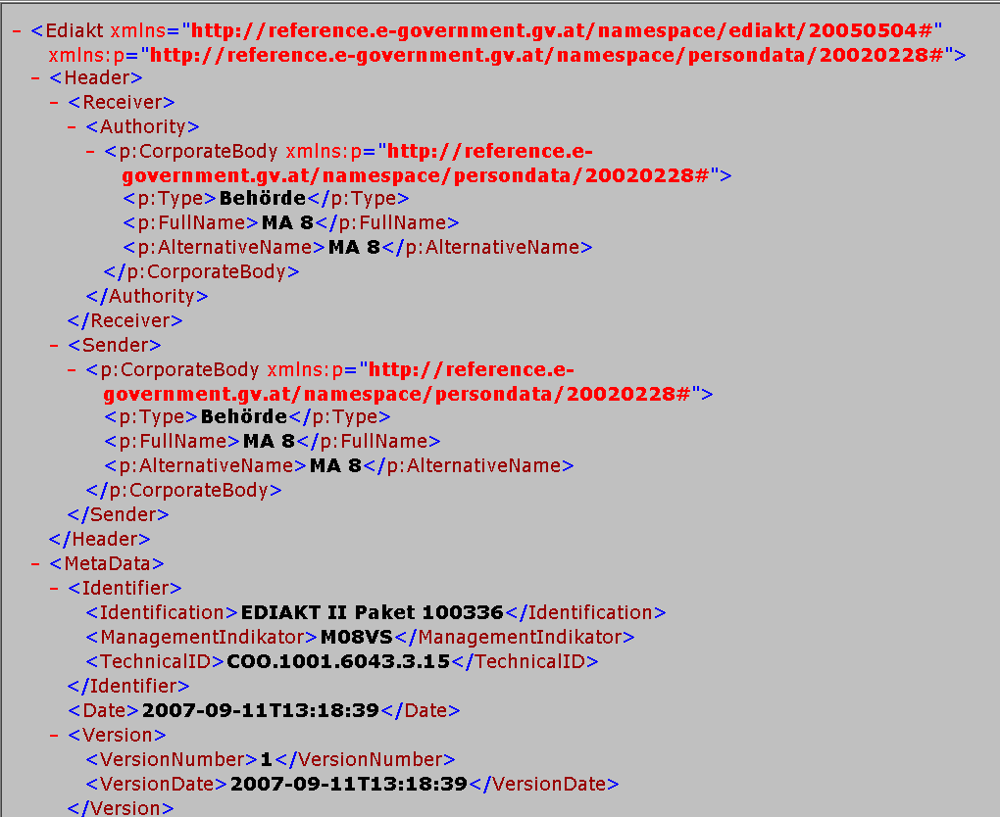 - <Ediakt xmlns="http://reference.e-government.gv.at/namespace/ediakt/20050504#"
xmlns:p="http://reference.e-government.gv.at/namespace/persondata/20020228#">
- <Header>
- <Receiver>
- <Authority>
- <p:CorporateBody xmlns:p="http://reference.e-
government.gv.at/namespace/persondata/20020228#">
<p:Type>Behörde</p:Type>
<p:FullName>MA 8</p:FullName>
<p:AlternativeName>MA 8</p:AlternativeName>
</p:CorporateBody>
</Authority>
</Receiver>
- <Sender>
- <p:CorporateBody xmlns:p="http://reference.e-
government.gv.at/namespace/persondata/20020228#">
<p:Type>Behörde</p:Type>
<p:FullName>MA 8</p:FullName>
<p:AlternativeName>MA 8</p:AlternativeName>
</p:CorporateBody>
</Sender>
</Header>
- <MetaData>
- <Identifier>
<Identification>EDIAKT II Paket 100336</Identification>
<ManagementIndikator>M08VS</ManagementIndikator>
<TechnicalID>COO.1001.6043.3.15</TechnicalID>
</Identifier>
<Date>2007-09-11T13:18:39</Date>
- <Version>
<VersionNumber>1</VersionNumber>
<VersionDate>2007-09-11T13:18:39</VersionDate>
</Version>